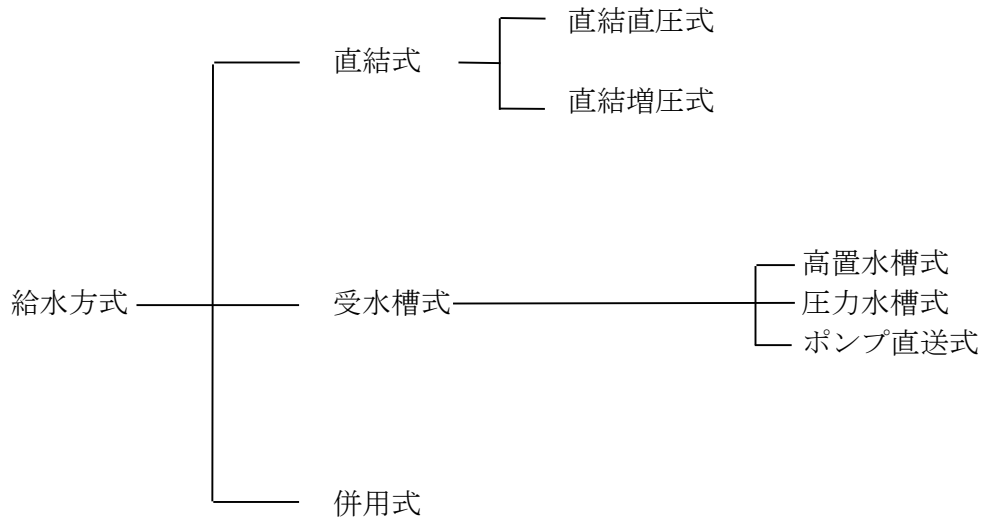 直結直圧式
直結式
直結増圧式
高置水槽式
給水方式
受水槽式
圧力水槽式
ポンプ直送式
併用式